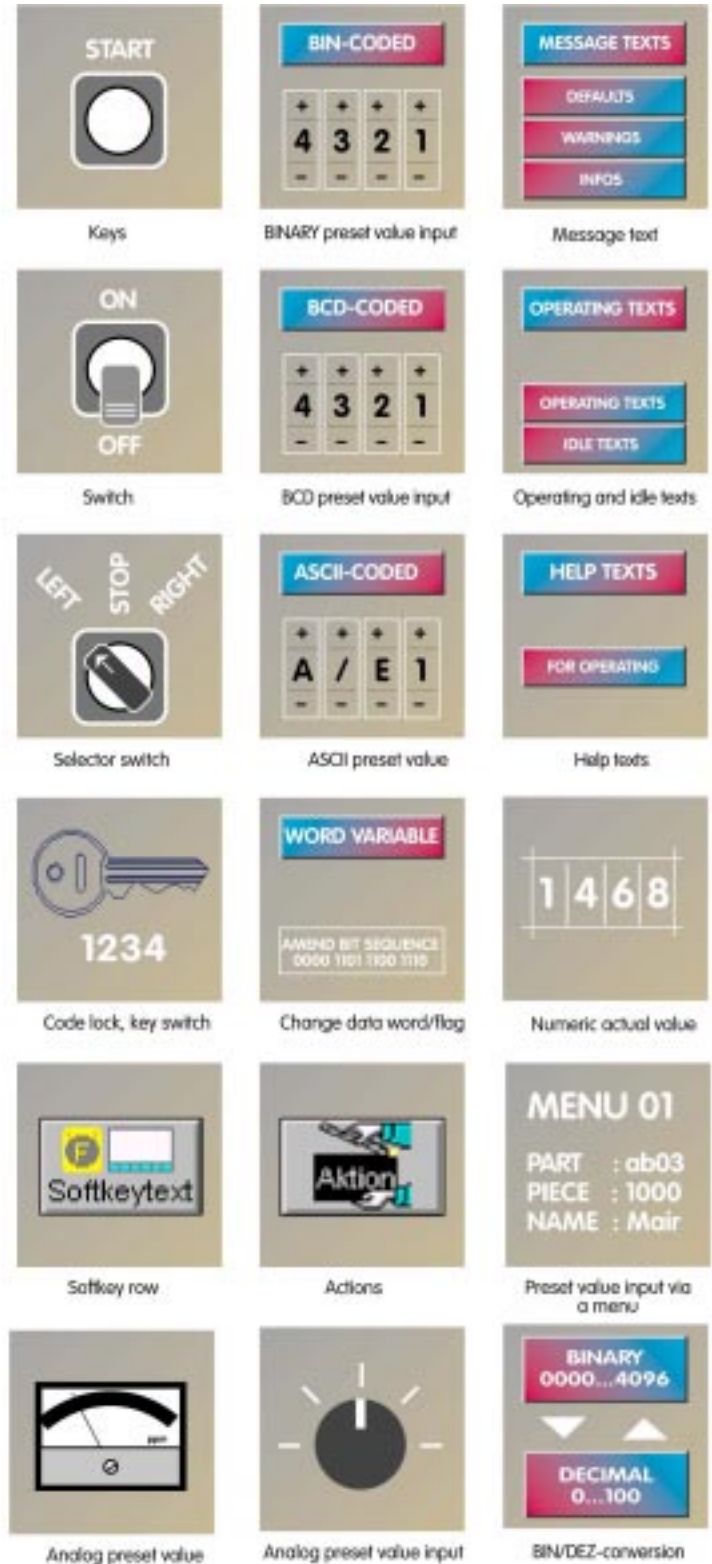 START
Keys
BIN-CODED
+ + + +
4 3 2 1
- - - -
BINARY preset value input
MESSAGE TEXTS
DEFAULTS
WARNINGS
INFOS
Message text
ON
OFF
Switch
BCD-CODED
+ + + +
4 3 2 1
- - - -
BCD preset value input
OPERATING TEXTS
OPERATING TEXTS
IDLE TEXTS
Operating and idle texts
LEFT STOP RIGHT
Selector switch
ASCII-CODED
+ + + +
A / E 1
- - - -
ASCII preset value
HELP TEXTS
FOR OPERATING
Help texts
1234
Code lock, key switch
WORD VARIABLE
AMEND BIT SEQUENCE
0000 1101 1100 1110
Change data word/flag
1 4 6 8
Numeric actual value
F
Softkeytext
Softkey row
Aktion
Actions
MENU 01
PART : ab03
PIECE : 1000
NAME : Mair
Preset value input via
a menu
Analog preset value
Analog preset value input
BINARY
0000...4096
DECIMAL
0...100
BIN/DEZ-conversion